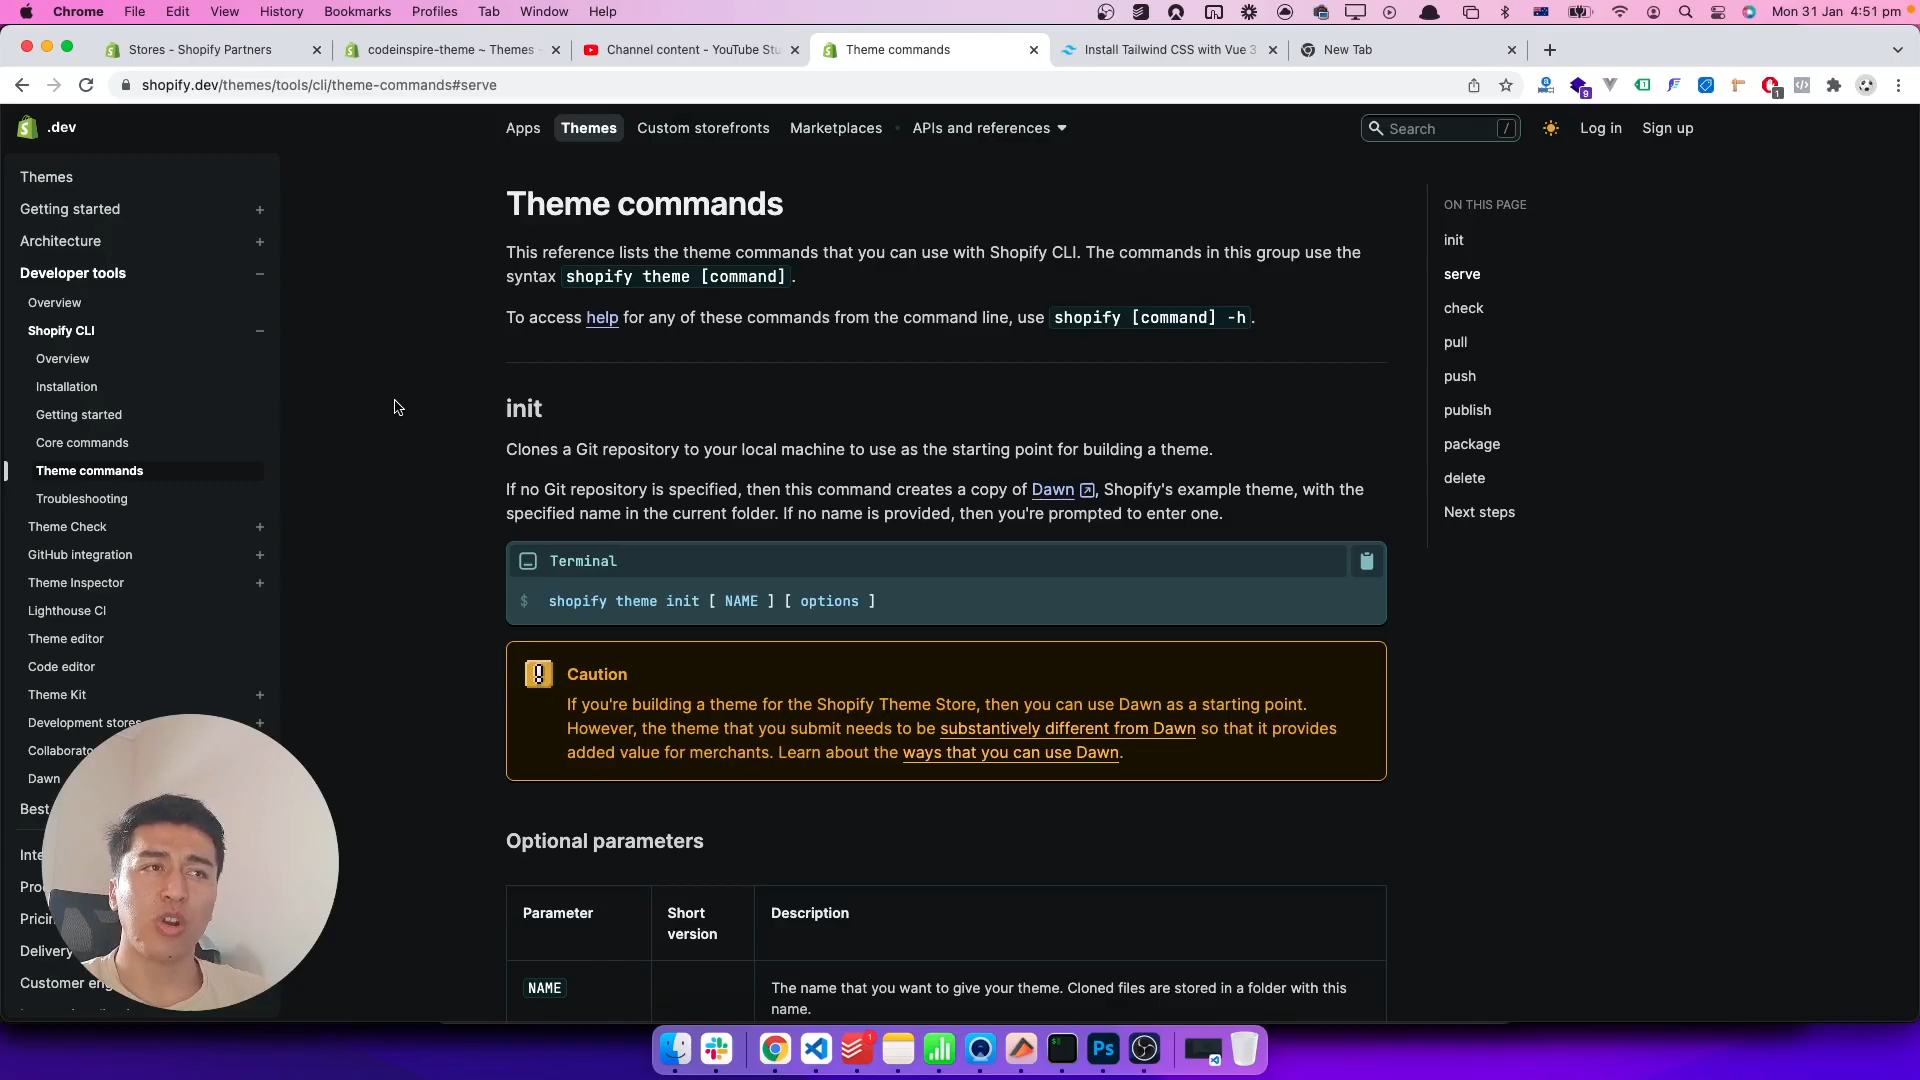 Chrome File Edit View History Bookmarks Profiles Tab Window Help Mon 31 Jan 4:51 pm
Stores - Shopify Partners
codeinspire-theme ~ Themes -
Channel content - YouTube Stu
Theme commands
Install Tailwind CSS with Vue 3
New Tab
shopify.dev/themes/tools/cli/theme-commands#serve
9
1
.dev
Apps Themes Custom storefronts Marketplaces APIs and references
Search /
Log in Sign up
Themes
Getting started
Architecture
Developer tools
Overview
Shopify CLI
Overview
Installation
Getting started
Core commands
Theme commands
Troubleshooting
Theme Check
GitHub integration
Theme Inspector
Lighthouse CI
Theme editor
Code editor
Theme Kit
Development stores
Collaborato
Dawn
Best
Inte
Pro
Pricin
Delivery
Customer eng
Theme commands
This reference lists the theme commands that you can use with Shopify CLI. The commands in this group use the
syntax shopify theme [command].
To access help for any of these commands from the command line, use shopify [command] -h.
init
Clones a Git repository to your local machine to use as the starting point for building a theme.
If no Git repository is specified, then this command creates a copy of Dawn, Shopify's example theme, with the
specified name in the current folder. If no name is provided, then you're prompted to enter one.
Terminal
$ shopify theme init [ NAME ] [ options ]
Caution
If you're building a theme for the Shopify Theme Store, then you can use Dawn as a starting point.
However, the theme that you submit needs to be substantively different from Dawn so that it provides
added value for merchants. Learn about the ways that you can use Dawn.
Optional parameters
Parameter Short Description
version
NAME The name that you want to give your theme. Cloned files are stored in a folder with this
name.
ON THIS PAGE
init
serve
check
pull
push
publish
package
delete
Next steps
1
Ps